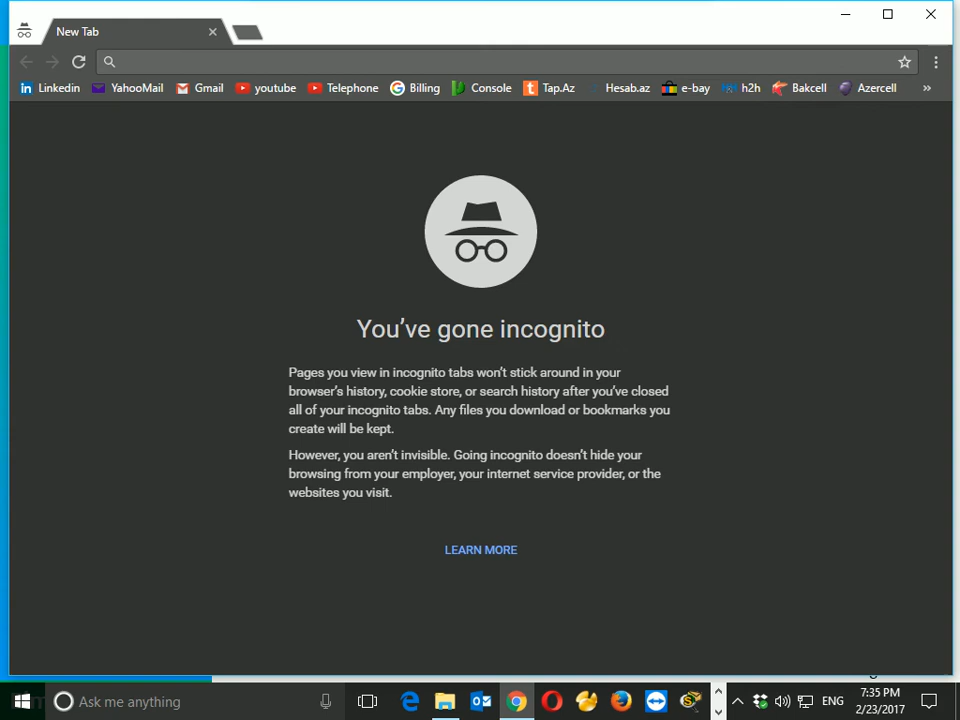 New Tab
Linkedin YahooMail Gmail youtube Telephone Billing Console Tap.Az Hesab.az e-bay h2h Bakcell Azercell »
You've gone incognito
Pages you view in incognito tabs won't stick around in your
browser's history, cookie store, or search history after you've closed
all of your incognito tabs. Any files you download or bookmarks you
create will be kept.
However, you aren't invisible. Going incognito doesn't hide your
browsing from your employer, your internet service provider, or the
websites you visit.
LEARN MORE
Ask me anything
ENG
7:35 PM
2/23/2017